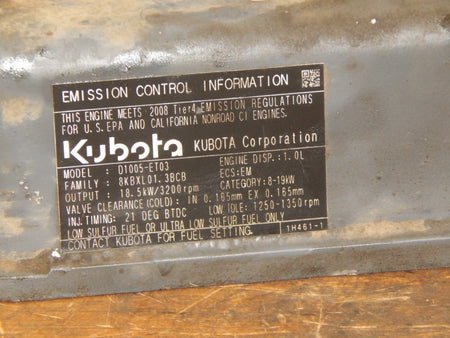 EMISSION CONTROL INFORMATION
THIS ENGINE MEETS 2008 Tier4 EMISSION REGULATIONS
FOR U.S. EPA AND CALIFORNIA NONROAD CI ENGINES.
Kubota KUBOTA Corporation
MODEL : D1005-ET03 ENGINE DISP.:1.0L
FAMILY : 8KBXL01.3BCB ECS:EM
OUTPUT : 18.5kW/3200rpm CATEGORY:8-19kW
VALVE CLEARANCE(COLD): IN 0.165mm EX 0.165mm
INJ.TIMING: 21 DEG BTDC LOW IDLE: 1250-1350rpm
LOW SULFUR FUEL OR ULTRA LOW SULFUR FUEL ONLY
CONTACT KUBOTA FOR FUEL SETTING. 1H461-1